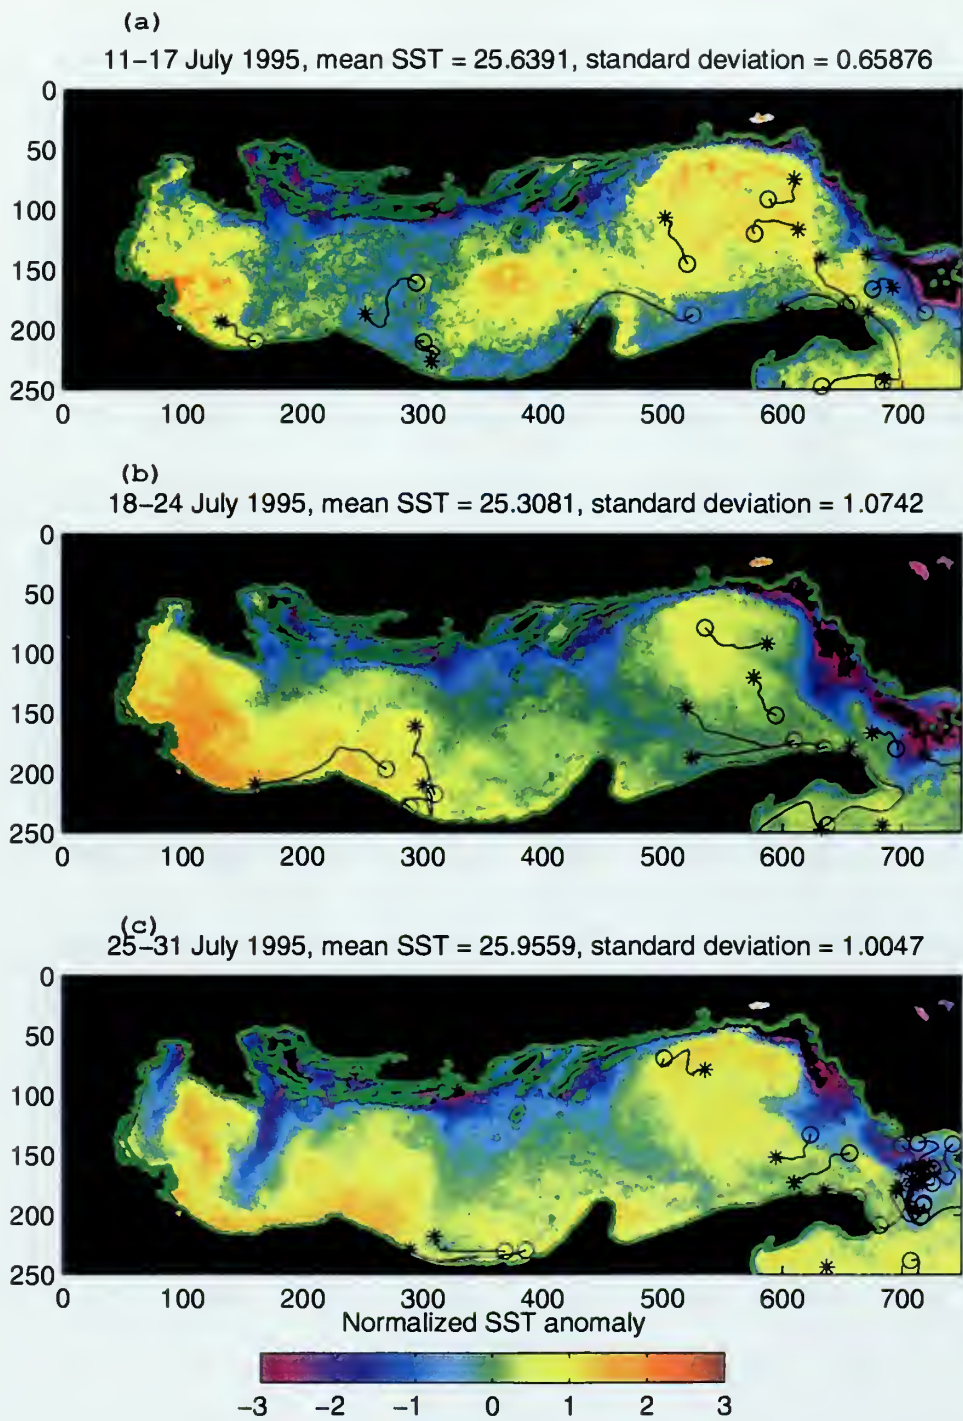 (a)
11–17 July 1995, mean SST = 25.6391, standard deviation = 0.65876
0
50
100
150
200
250
0 100 200 300 400 500 600 700
(b)
18–24 July 1995, mean SST = 25.3081, standard deviation = 1.0742
0
50
100
150
200
250
0 100 200 300 400 500 600 700
(c)
25–31 July 1995, mean SST = 25.9559, standard deviation = 1.0047
0
50
100
150
200
250
0 100 200 300 400 500 600 700
Normalized SST anomaly
−3 −2 −1 0 1 2 3